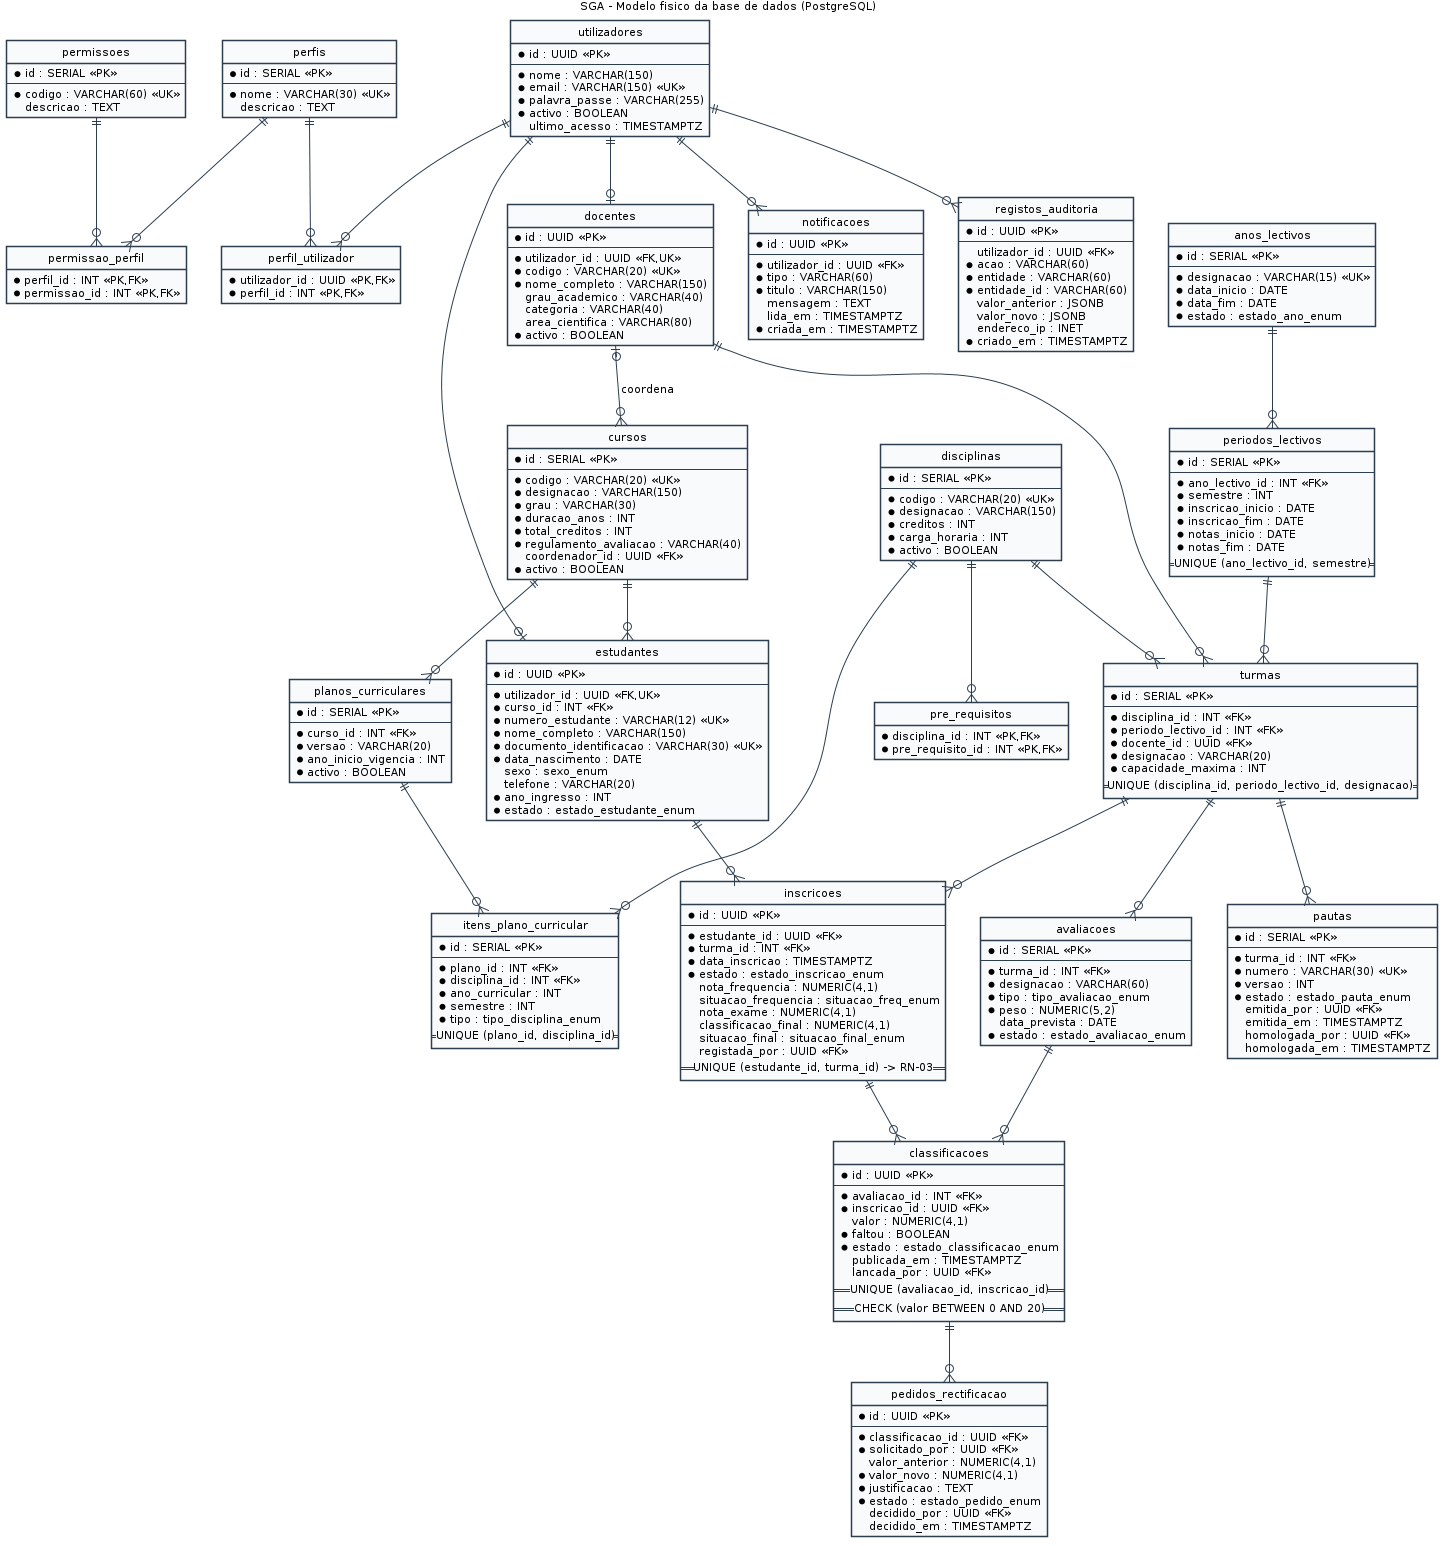 SGA - Modelo fisico da base de dados (PostgreSQL)
utilizadores
id : UUID «PK»
nome : VARCHAR(150)
email : VARCHAR(150) «UK»
palavra_passe : VARCHAR(255)
activo : BOOLEAN
ultimo_acesso : TIMESTAMPTZ
permissoes
id : SERIAL «PK»
codigo : VARCHAR(60) «UK»
descricao : TEXT
perfis
id : SERIAL «PK»
nome : VARCHAR(30) «UK»
descricao : TEXT
permissao_perfil
perfil_id : INT «PK,FK»
permissao_id : INT «PK,FK»
perfil_utilizador
utilizador_id : UUID «PK,FK»
perfil_id : INT «PK,FK»
docentes
id : UUID «PK»
utilizador_id : UUID «FK,UK»
codigo : VARCHAR(20) «UK»
nome_completo : VARCHAR(150)
grau_academico : VARCHAR(40)
categoria : VARCHAR(40)
area_cientifica : VARCHAR(80)
activo : BOOLEAN
notificacoes
id : UUID «PK»
utilizador_id : UUID «FK»
tipo : VARCHAR(60)
titulo : VARCHAR(150)
mensagem : TEXT
lida_em : TIMESTAMPTZ
criada_em : TIMESTAMPTZ
registos_auditoria
id : UUID «PK»
utilizador_id : UUID «FK»
acao : VARCHAR(60)
entidade : VARCHAR(60)
entidade_id : VARCHAR(60)
valor_anterior : JSONB
valor_novo : JSONB
endereco_ip : INET
criado_em : TIMESTAMPTZ
anos_lectivos
id : SERIAL «PK»
designacao : VARCHAR(15) «UK»
data_inicio : DATE
data_fim : DATE
estado : estado_ano_enum
coordena
cursos
id : SERIAL «PK»
codigo : VARCHAR(20) «UK»
designacao : VARCHAR(150)
grau : VARCHAR(30)
duracao_anos : INT
total_creditos : INT
regulamento_avaliacao : VARCHAR(40)
coordenador_id : UUID «FK»
activo : BOOLEAN
disciplinas
id : SERIAL «PK»
codigo : VARCHAR(20) «UK»
designacao : VARCHAR(150)
creditos : INT
carga_horaria : INT
activo : BOOLEAN
periodos_lectivos
id : SERIAL «PK»
ano_lectivo_id : INT «FK»
semestre : INT
inscricao_inicio : DATE
inscricao_fim : DATE
notas_inicio : DATE
notas_fim : DATE
UNIQUE (ano_lectivo_id, semestre)
planos_curriculares
id : SERIAL «PK»
curso_id : INT «FK»
versao : VARCHAR(20)
ano_inicio_vigencia : INT
activo : BOOLEAN
estudantes
id : UUID «PK»
utilizador_id : UUID «FK,UK»
curso_id : INT «FK»
numero_estudante : VARCHAR(12) «UK»
nome_completo : VARCHAR(150)
documento_identificacao : VARCHAR(30) «UK»
data_nascimento : DATE
sexo : sexo_enum
telefone : VARCHAR(20)
ano_ingresso : INT
estado : estado_estudante_enum
pre_requisitos
disciplina_id : INT «PK,FK»
pre_requisito_id : INT «PK,FK»
turmas
id : SERIAL «PK»
disciplina_id : INT «FK»
periodo_lectivo_id : INT «FK»
docente_id : UUID «FK»
designacao : VARCHAR(20)
capacidade_maxima : INT
UNIQUE (disciplina_id, periodo_lectivo_id, designacao)
itens_plano_curricular
id : SERIAL «PK»
plano_id : INT «FK»
disciplina_id : INT «FK»
ano_curricular : INT
semestre : INT
tipo : tipo_disciplina_enum
UNIQUE (plano_id, disciplina_id)
inscricoes
id : UUID «PK»
estudante_id : UUID «FK»
turma_id : INT «FK»
data_inscricao : TIMESTAMPTZ
estado : estado_inscricao_enum
nota_frequencia : NUMERIC(4,1)
situacao_frequencia : situacao_freq_enum
nota_exame : NUMERIC(4,1)
classificacao_final : NUMERIC(4,1)
situacao_final : situacao_final_enum
registada_por : UUID «FK»
UNIQUE (estudante_id, turma_id) -> RN-03
avaliacoes
id : SERIAL «PK»
turma_id : INT «FK»
designacao : VARCHAR(60)
tipo : tipo_avaliacao_enum
peso : NUMERIC(5,2)
data_prevista : DATE
estado : estado_avaliacao_enum
pautas
id : SERIAL «PK»
turma_id : INT «FK»
numero : VARCHAR(30) «UK»
versao : INT
estado : estado_pauta_enum
emitida_por : UUID «FK»
emitida_em : TIMESTAMPTZ
homologada_por : UUID «FK»
homologada_em : TIMESTAMPTZ
classificacoes
id : UUID «PK»
avaliacao_id : INT «FK»
inscricao_id : UUID «FK»
valor : NUMERIC(4,1)
faltou : BOOLEAN
estado : estado_classificacao_enum
publicada_em : TIMESTAMPTZ
lancada_por : UUID «FK»
UNIQUE (avaliacao_id, inscricao_id)
CHECK (valor BETWEEN 0 AND 20)
pedidos_rectificacao
id : UUID «PK»
classificacao_id : UUID «FK»
solicitado_por : UUID «FK»
valor_anterior : NUMERIC(4,1)
valor_novo : NUMERIC(4,1)
justificacao : TEXT
estado : estado_pedido_enum
decidido_por : UUID «FK»
decidido_em : TIMESTAMPTZ